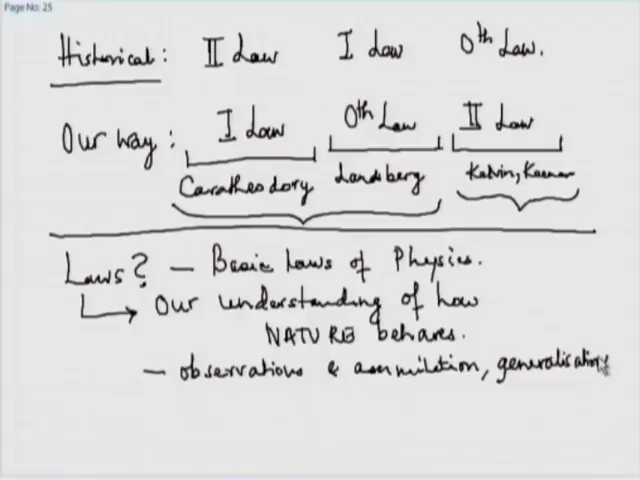 Page No: 25
Historical: II Law I Law 0th Law.
Our way: I Law 0th Law II Law
Caratheodory Landsberg Kelvin, Keenan
Laws? — Basic Laws of Physics.
Our understanding of how
NATURE behaves.
— observations & assimilation, generalisations